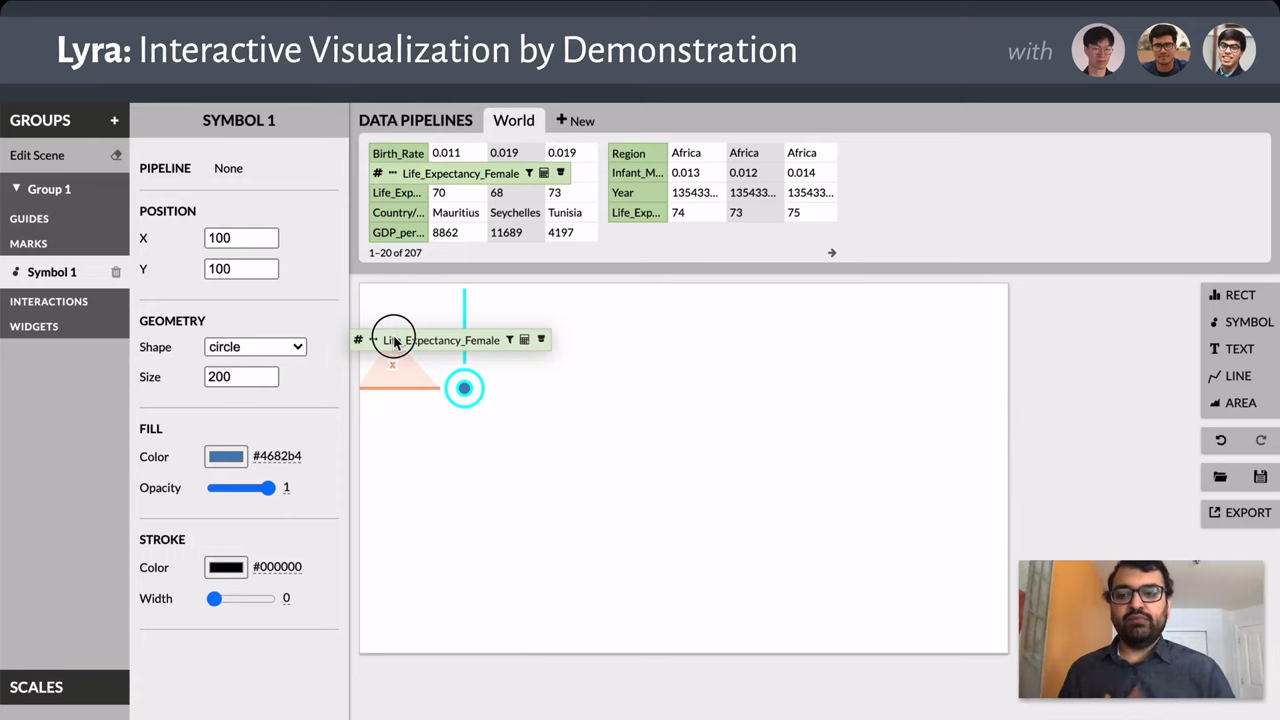 Lyra: Interactive Visualization by Demonstration
with
GROUPS +
SYMBOL 1
DATA PIPELINES World + New
Edit Scene
Group 1
GUIDES
MARKS
Symbol 1
INTERACTIONS
WIDGETS
SCALES
PIPELINE None
POSITION
X 100
Y 100
GEOMETRY
Shape circle
Size 200
FILL
Color #4682b4
Opacity 1
STROKE
Color #000000
Width 0
Birth_Rate 0.011 0.019 0.019
# Life_Expectancy_Female
Life_Exp... 70 68 73
Country/... Mauritius Seychelles Tunisia
GDP_per... 8862 11689 4197
1–20 of 207
Region Africa Africa Africa
Infant_M... 0.013 0.012 0.014
Year 135433... 135433... 135433...
Life_Exp... 74 73 75
# Life_Expectancy_Female
x
RECT
SYMBOL
TEXT
LINE
AREA
EXPORT